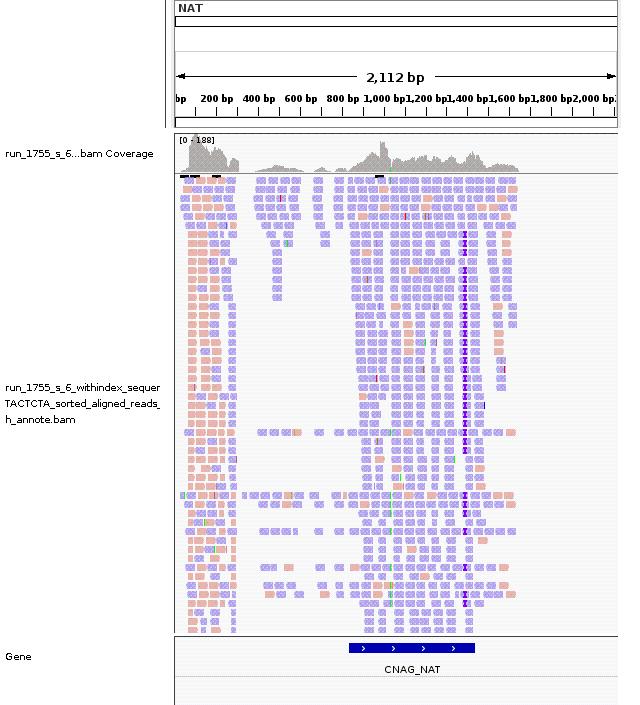 NAT
2,112 bp
bp 200 bp 400 bp 600 bp 800 bp 1,000 bp 1,200 bp 1,400 bp 1,600 bp 1,800 bp 2,000 bp
[0 - 188]
run_1755_s_6...bam Coverage
run_1755_s_6_withindex_sequer
TACTCTA_sorted_aligned_reads_
h_annote.bam
Gene
CNAG_NAT